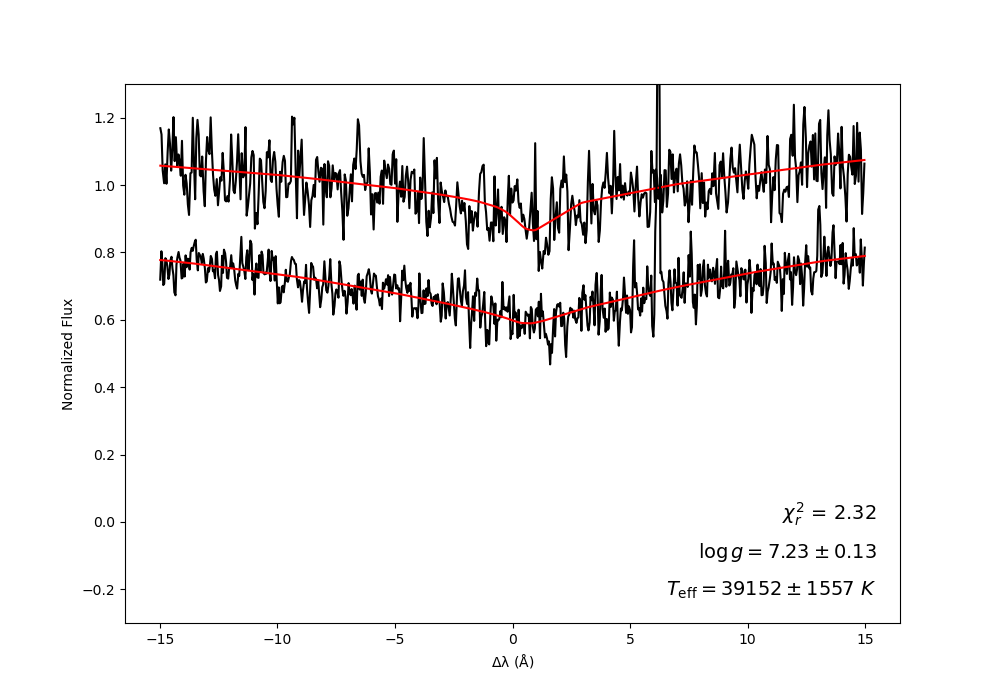 1.2
1.0
0.8
0.6
0.4
0.2
0.0
−0.2
Normalized Flux
χ²ᵣ = 2.32
log g = 7.23 ± 0.13
T_eff = 39152 ± 1557 K
−15 −10 −5 0 5 10 15
Δλ (Å)